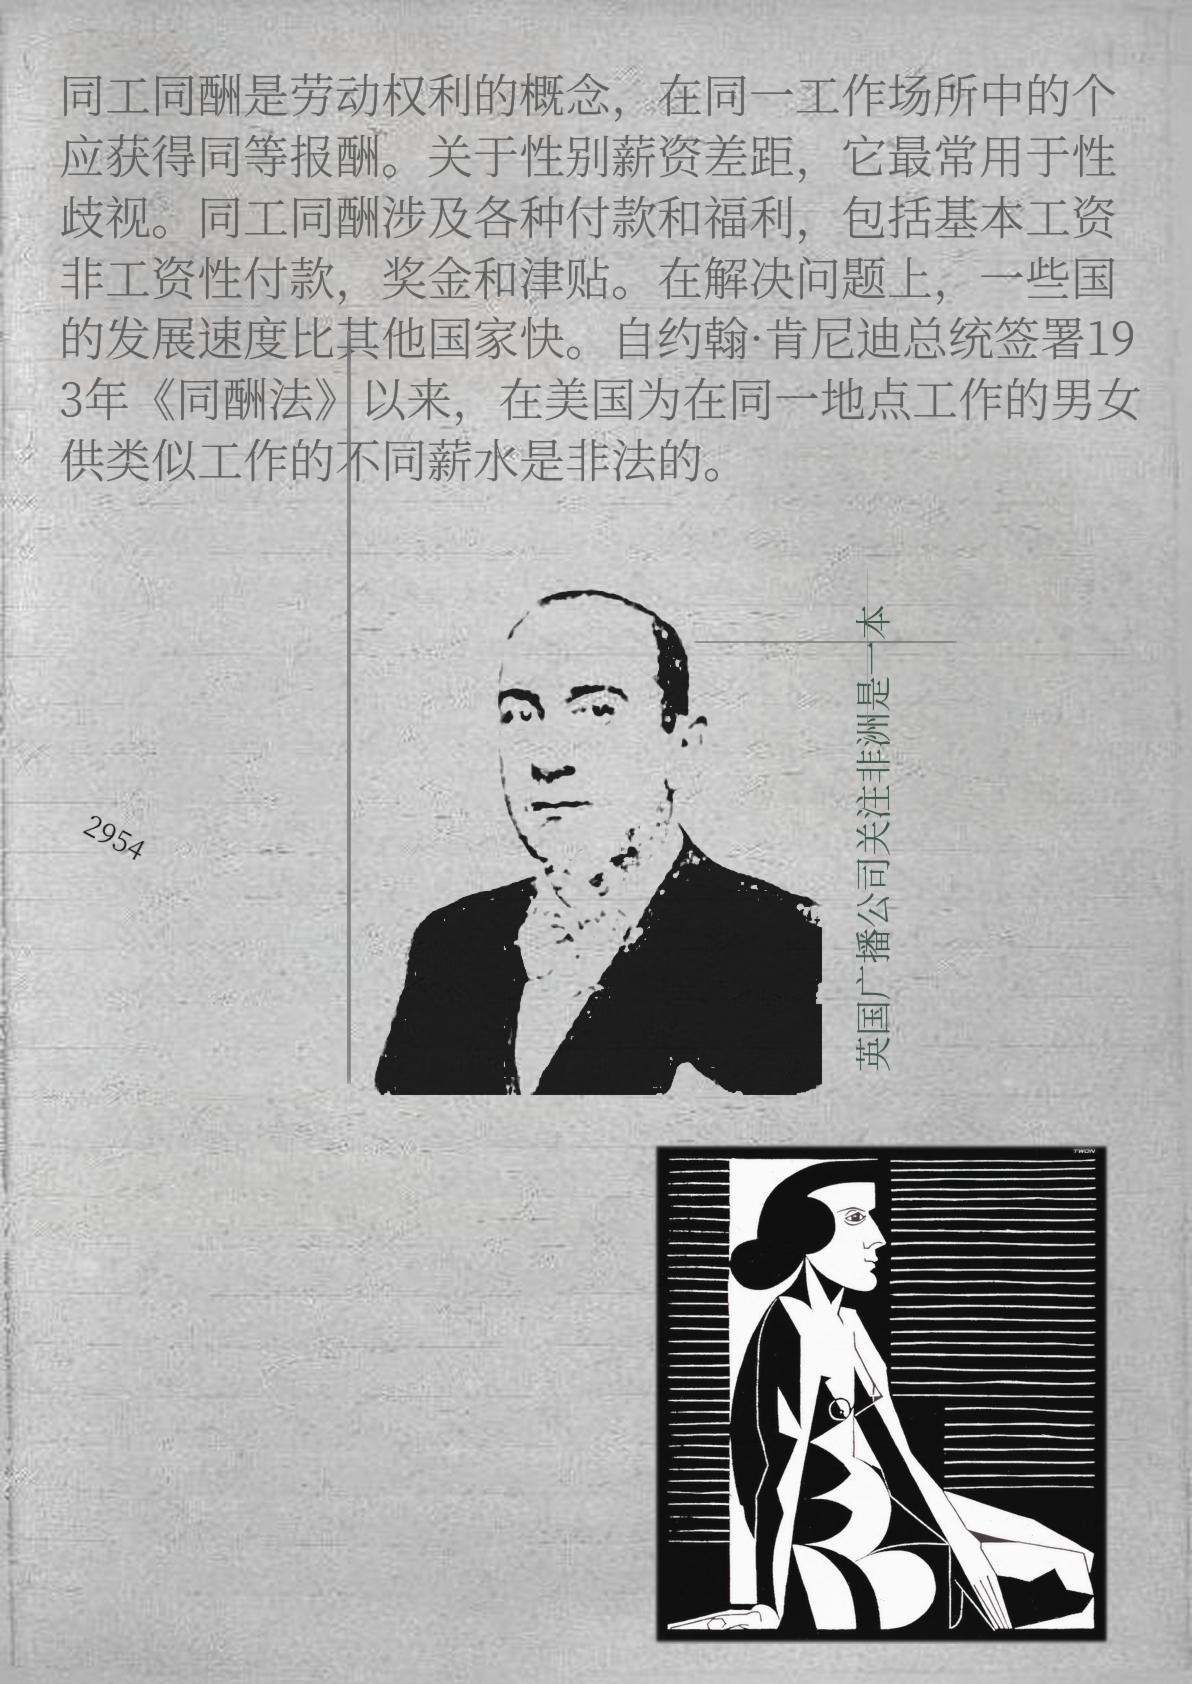 同工同酬是劳动权利的概念，在同一工作场所中的个
应获得同等报酬。关于性别薪资差距，它最常用于性
歧视。同工同酬涉及各种付款和福利，包括基本工资
非工资性付款，奖金和津贴。在解决问题上，一些国
的发展速度比其他国家快。自约翰·肯尼迪总统签署19
3年《同酬法》以来，在美国为在同一地点工作的男女
供类似工作的不同薪水是非法的。
英国广播公司关注非洲是一本
2954
TWON